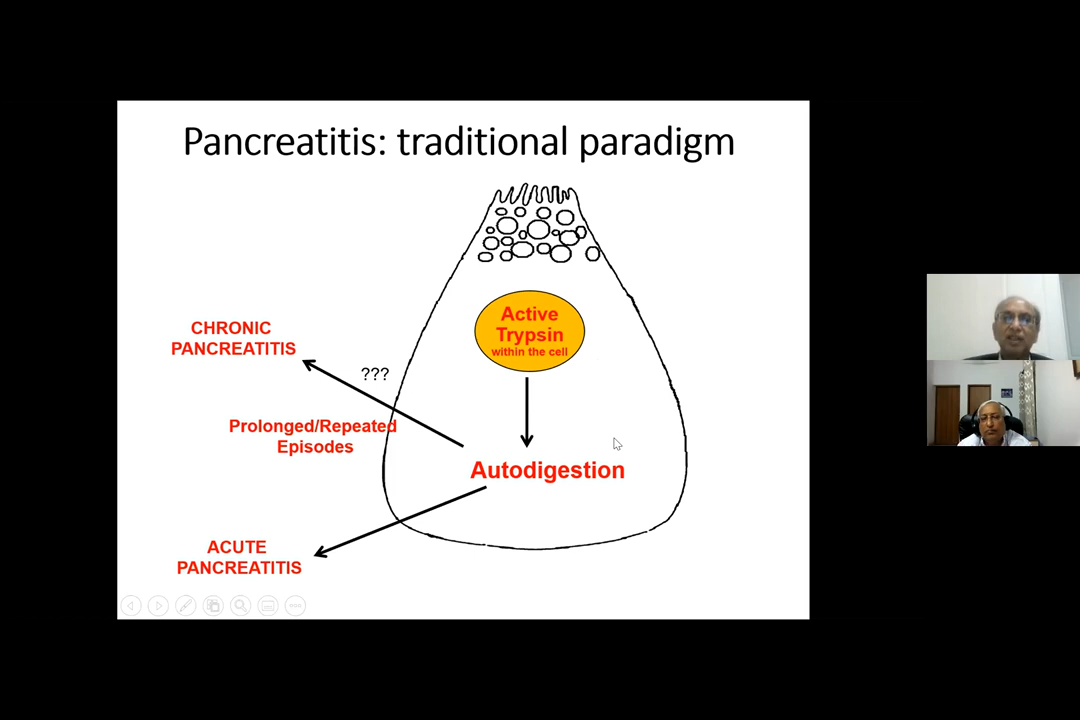 Pancreatitis: traditional paradigm
Active
Trypsin
within the cell
CHRONIC
PANCREATITIS
???
Prolonged/Repeated
Episodes
Autodigestion
ACUTE
PANCREATITIS